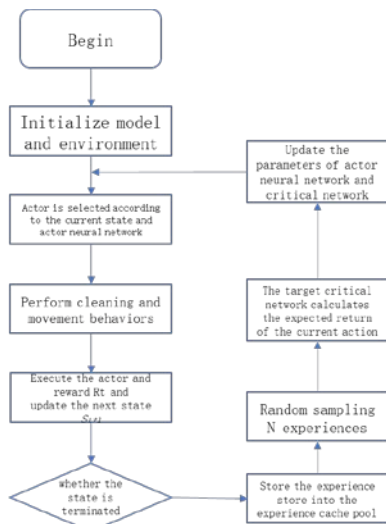 Begin
Initialize model
and environment
Actor is selected according
to the current state and
actor neural network
Perform cleaning and
movement behaviors
Execute the actor and
reward Rt and
update the next state
whether the
state is
terminated
Update the
parameters of actor
neural network and
critical network
The target critical
network calculates
the expected return
of the current action
Random sampling
N experiences
Store the experience
store into the
experience cache pool